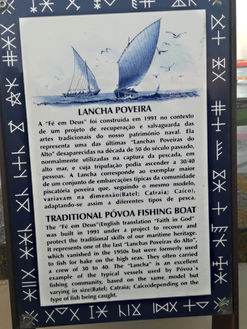 LANCHA POVEIRA
A "Fé em Deus" foi construida em 1991 no contexto
de um projeto de recuperação e salvaguarda das
artes tradicionais do nosso património naval. Ela
representa uma das últimas "Lanchas Poveiras do
Alto" desaparecidas na década de 50 do século passado,
normalmente utilizadas na captura da pescada, em
alto mar, e cuja tripulação podia ascender a 30/40
pessoas. A Lancha corresponde ao exemplar maior
de um conjunto de embarcações típicas da comunidade
piscatória poveira que, seguindo o mesmo modelo,
variavam na dimensão(Batel; Catraia; Caíco),
adaptando-se assim a diferentes tipos de pesca.
TRADITIONAL PÓVOA FISHING BOAT
The "Fé em Deus"(English translation "Faith in God"
was built in 1991 under a project to recover and
protect the traditional skills of our maritime heritage.
It represents one of the last "Lanchas Poveiras do Alto",
which vanished in the 1950s but were formerly used
to fish for hake on the high seas. They often carried
a crew of 30 to 40. The "Lancha" is an excellent
example of the typical vessels used by Póvoa's
fishing community, based on the same model but
varying in size(Batel; Catraia; Caíco)depending on the
type of fish being caught.